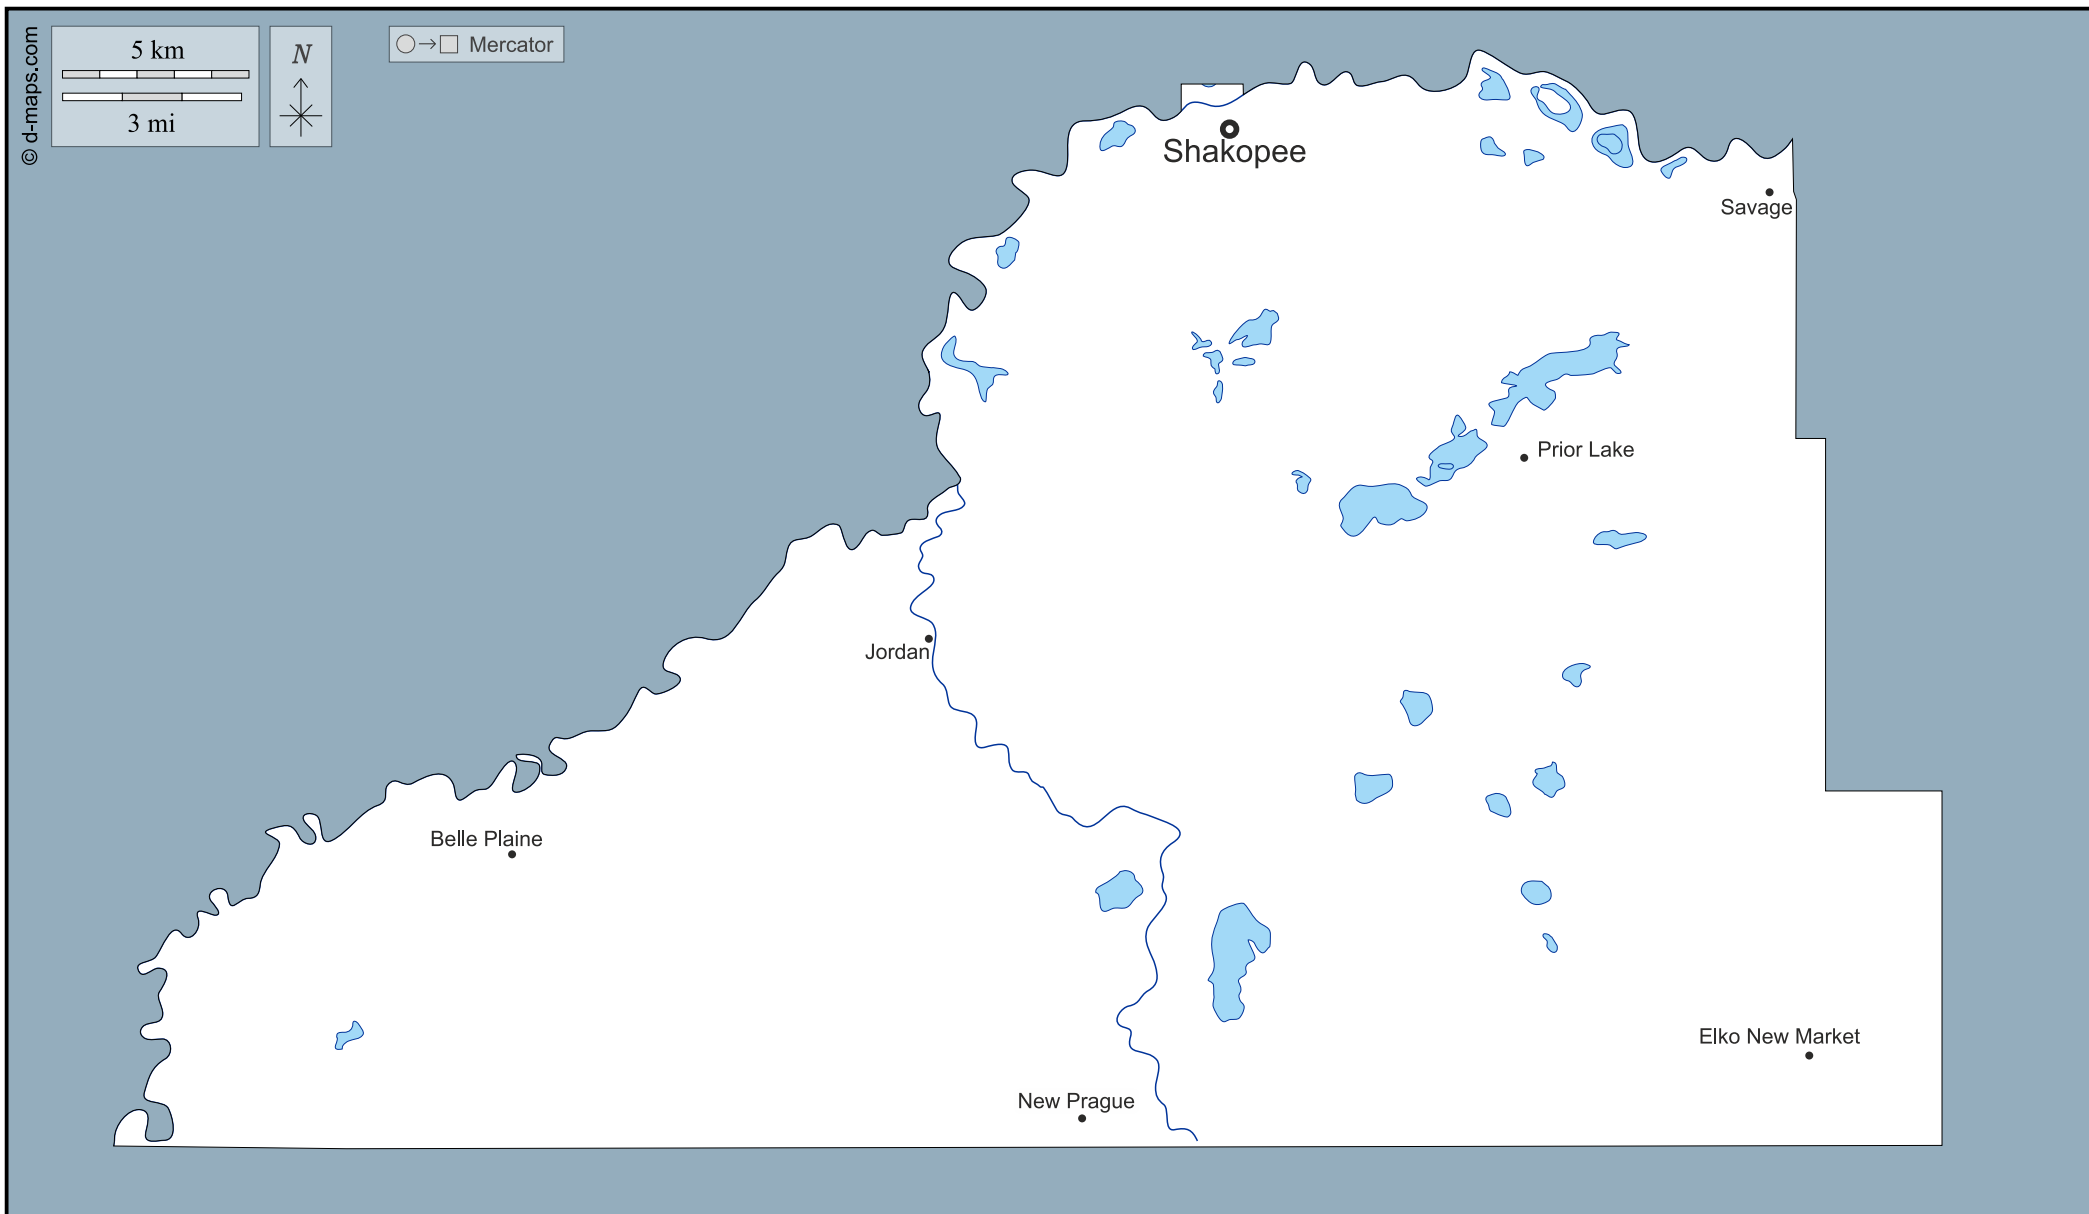 © d-maps.com
5 km
3 mi
N
Mercator
Shakopee
Savage
Prior Lake
Jordan
Belle Plaine
Elko New Market
New Prague